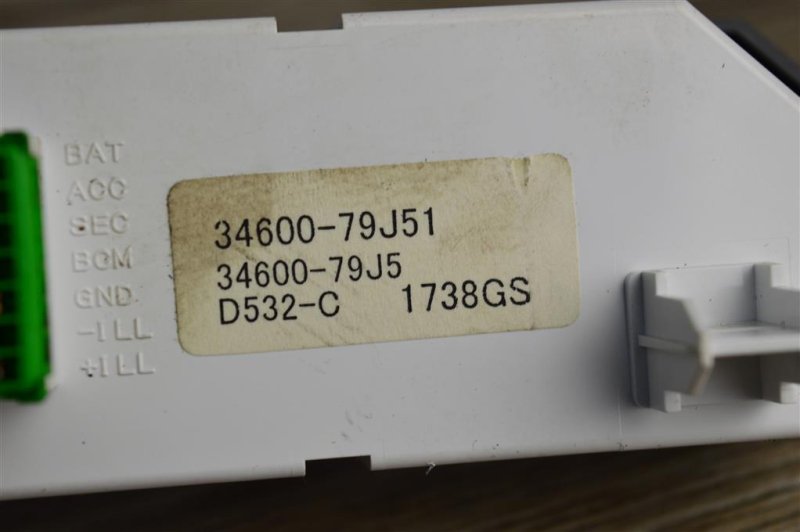 BAT
ACC
SEC
BCM
GND
-ILL
+ILL
34600-79J51
34600-79J5
D532-C 1738GS